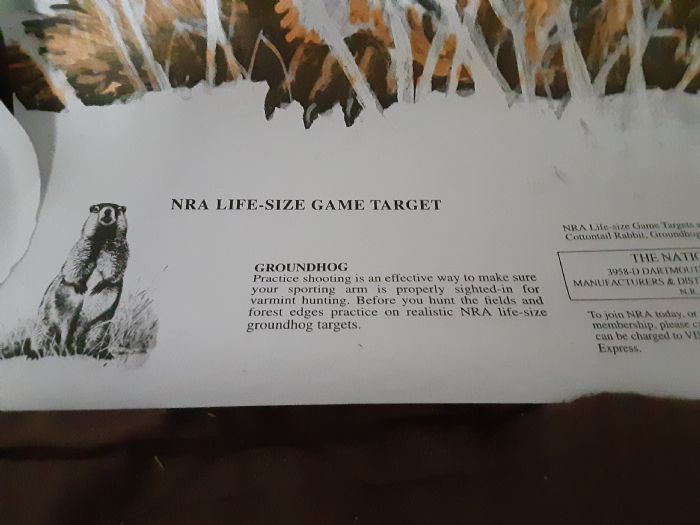 NRA LIFE-SIZE GAME TARGET
GROUNDHOG
Practice shooting is an effective way to make sure
your sporting arm is properly sighted-in for
varmint hunting. Before you hunt the fields and
forest edges practice on realistic NRA life-size
groundhog targets.
NRA Life-size Game Targets
Cottontail Rabbit, Groundhog
THE
3958-D DARTMOU
MANUFACTURERS & DIST
N.R.
To join NRA today, or
membership, please
can be charged to
Express.